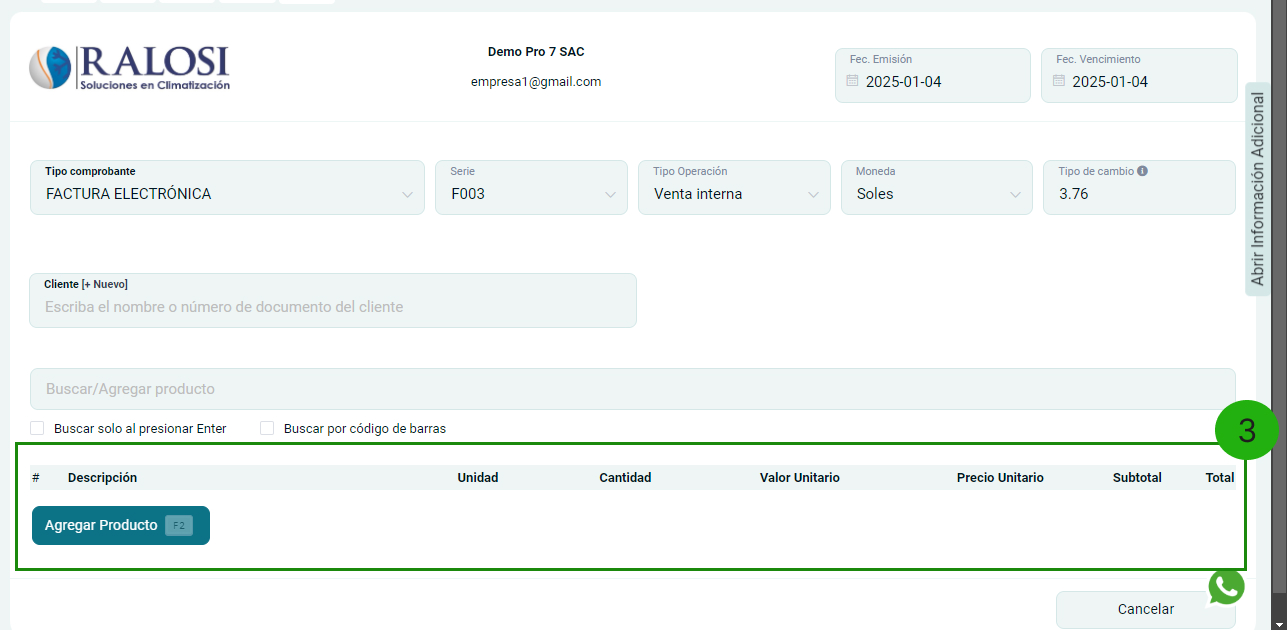 RALOSI
Soluciones en Climatización
Demo Pro 7 SAC
empresa1@gmail.com
Fec. Emisión
2025-01-04
Fec. Vencimiento
2025-01-04
Abrir Información Adicional
Tipo comprobante
FACTURA ELECTRÓNICA
Serie
F003
Tipo Operación
Venta interna
Moneda
Soles
Tipo de cambio
3.76
Cliente [+ Nuevo]
Escriba el nombre o número de documento del cliente
Buscar/Agregar producto
Buscar solo al presionar Enter
Buscar por código de barras
3
# Descripción Unidad Cantidad Valor Unitario Precio Unitario Subtotal Total
Agregar Producto F2
Cancelar